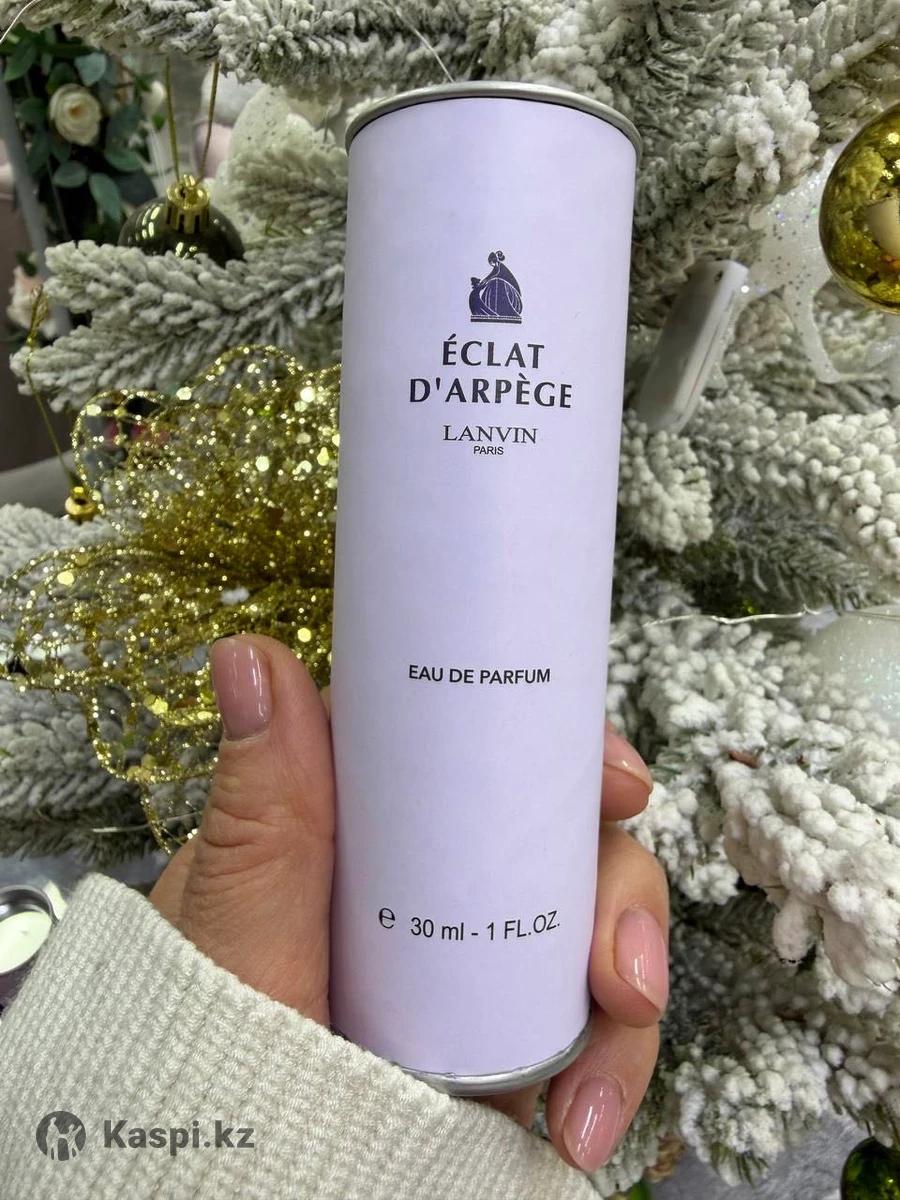 ÉCLAT
D'ARPÈGE
LANVIN
PARIS
EAU DE PARFUM
℮ 30 ml - 1 FL.OZ.
Kaspi.kz